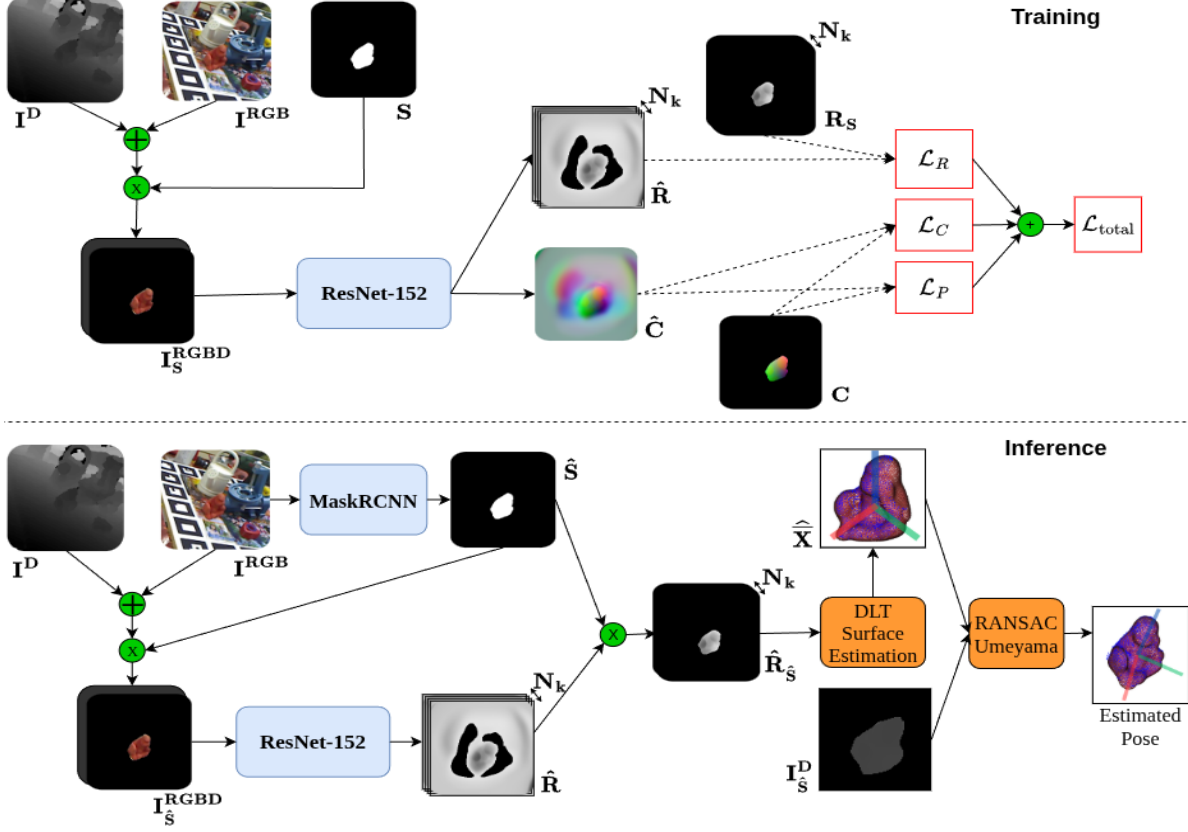 Training
I^D
I^RGB
S
+
X
I_S^RGBD
ResNet-152
N_k
R̂
Ĉ
N_k
R_S
C
ℒ_R
ℒ_C
ℒ_P
+
ℒ_total
Inference
I^D
I^RGB
MaskRCNN
Ŝ
+
X
I_Ŝ^RGBD
ResNet-152
N_k
R̂
X
N_k
R̂_Ŝ
DLT
Surface
Estimation
X̂̅
I_Ŝ^D
RANSAC
Umeyama
Estimated
Pose